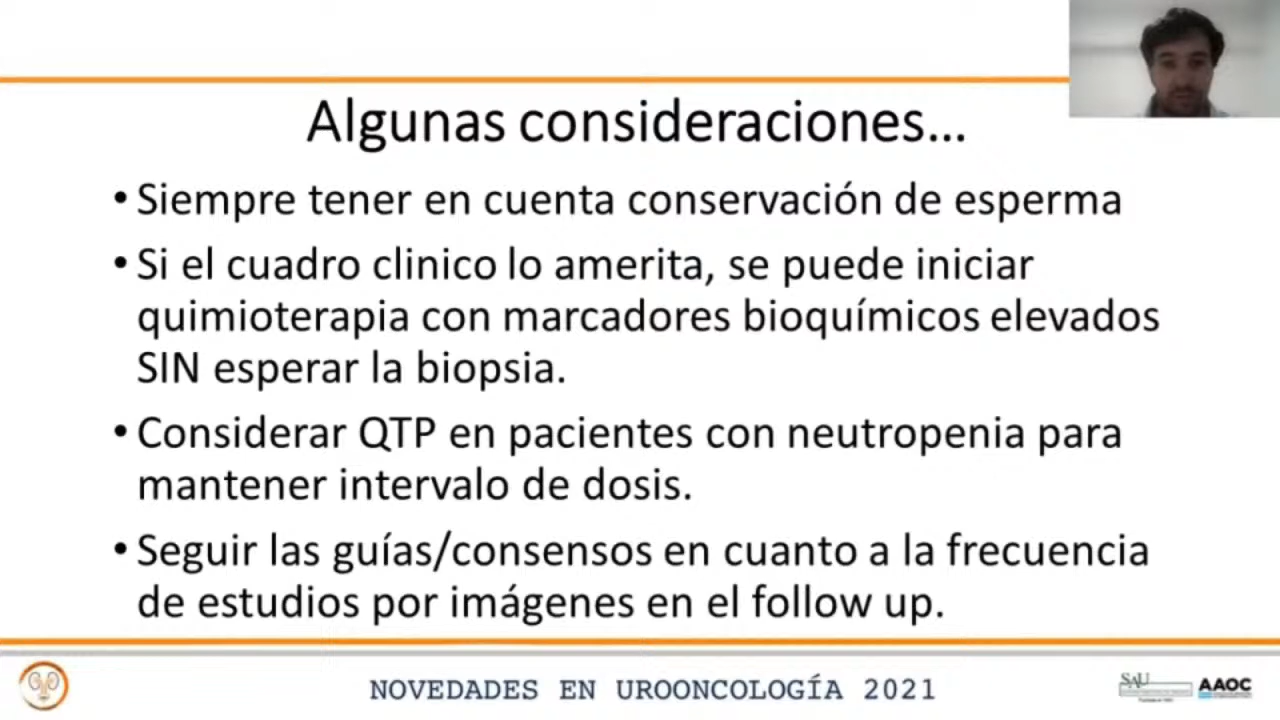 Algunas consideraciones...
• Siempre tener en cuenta conservación de esperma
• Si el cuadro clinico lo amerita, se puede iniciar
quimioterapia con marcadores bioquímicos elevados
SIN esperar la biopsia.
• Considerar QTP en pacientes con neutropenia para
mantener intervalo de dosis.
• Seguir las guías/consensos en cuanto a la frecuencia
de estudios por imágenes en el follow up.
NOVEDADES EN UROONCOLOGÍA 2021
SAU
AAOC